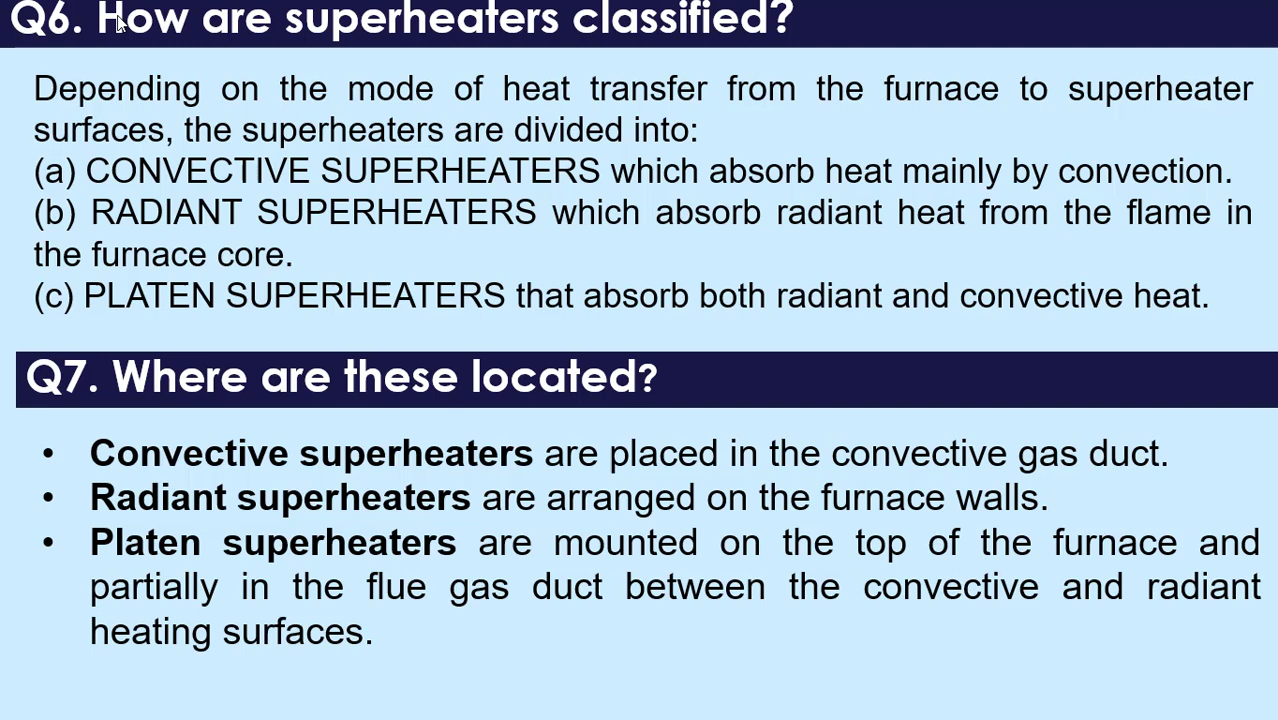 Q6. How are superheaters classified?
Depending on the mode of heat transfer from the furnace to superheater
surfaces, the superheaters are divided into:
(a) CONVECTIVE SUPERHEATERS which absorb heat mainly by convection.
(b) RADIANT SUPERHEATERS which absorb radiant heat from the flame in
the furnace core.
(c) PLATEN SUPERHEATERS that absorb both radiant and convective heat.
Q7. Where are these located?
• Convective superheaters are placed in the convective gas duct.
• Radiant superheaters are arranged on the furnace walls.
• Platen superheaters are mounted on the top of the furnace and
partially in the flue gas duct between the convective and radiant
heating surfaces.